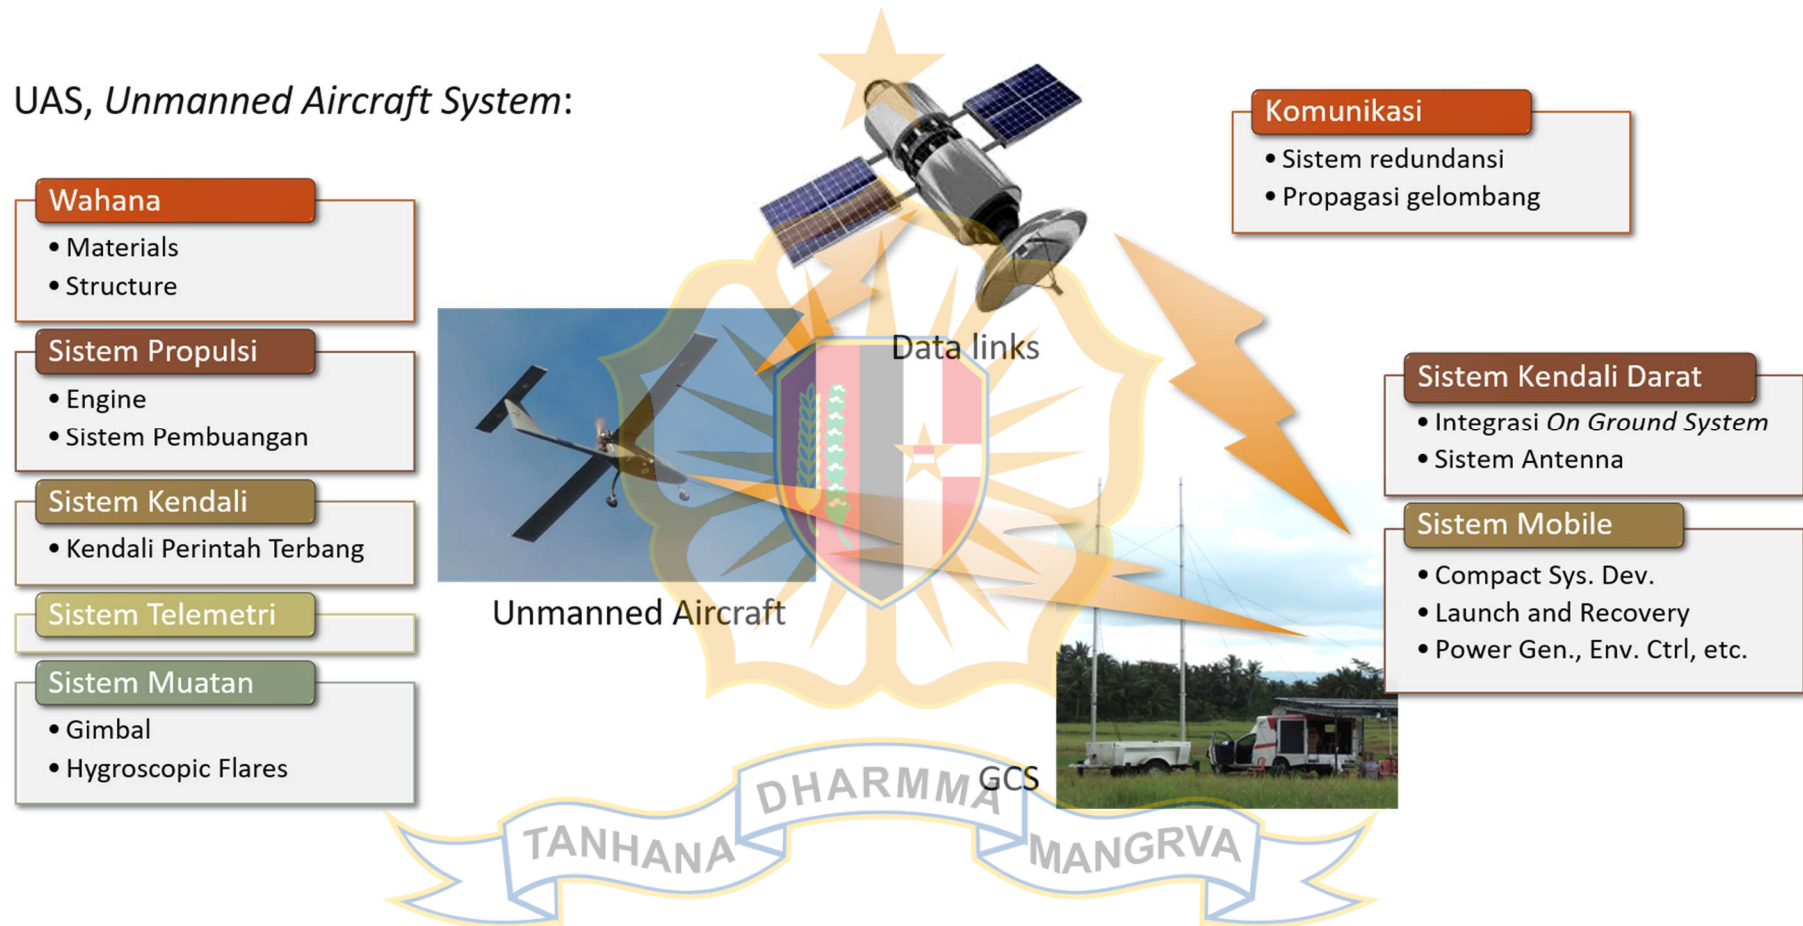 UAS, Unmanned Aircraft System:
Wahana
• Materials
• Structure
Sistem Propulsi
• Engine
• Sistem Pembuangan
Sistem Kendali
• Kendali Perintah Terbang
Sistem Telemetri
Sistem Muatan
• Gimbal
• Hygroscopic Flares
Data links
Unmanned Aircraft
GCS
Komunikasi
• Sistem redundansi
• Propagasi gelombang
Sistem Kendali Darat
• Integrasi On Ground System
• Sistem Antenna
Sistem Mobile
• Compact Sys. Dev.
• Launch and Recovery
• Power Gen., Env. Ctrl, etc.
TANHANA DHARMMA MANGRVA